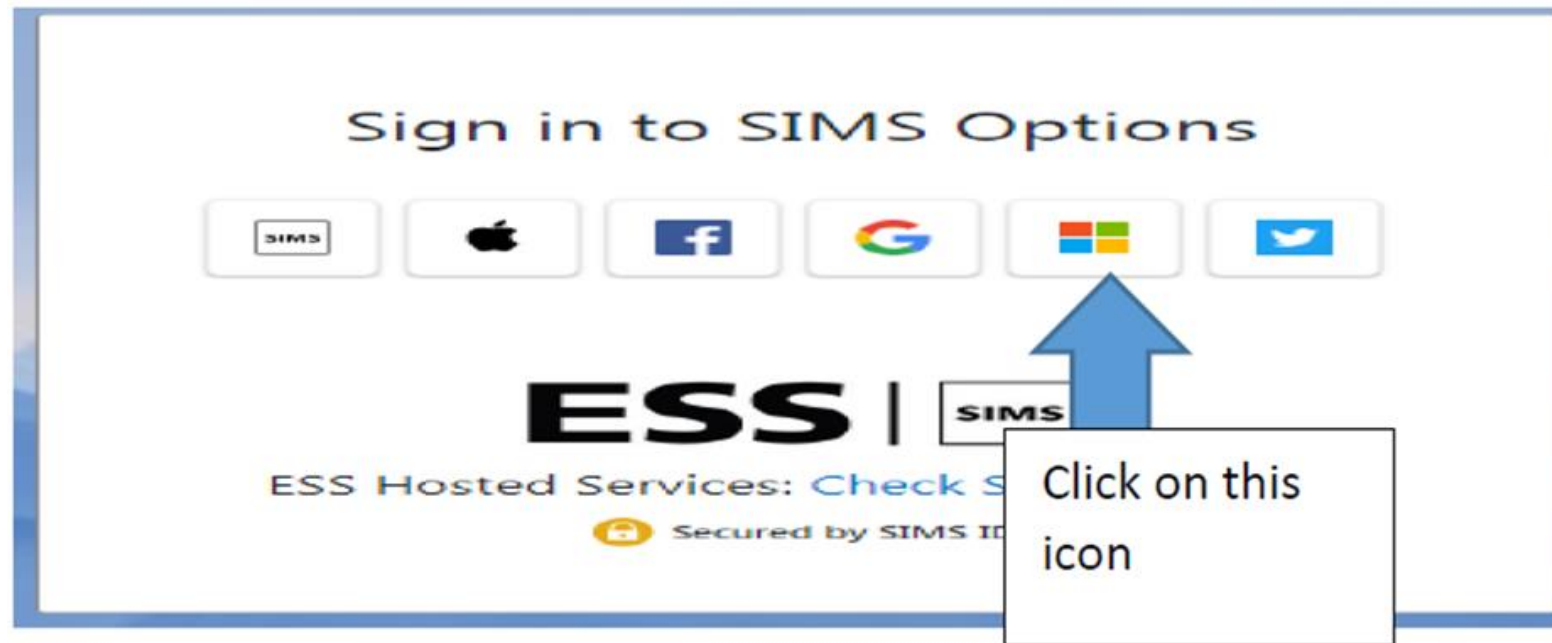 Sign in to SIMS Options
SIMS
f
G
ESS | SIMS
ESS Hosted Services: Check
Secured by SIMS
Click on this
icon